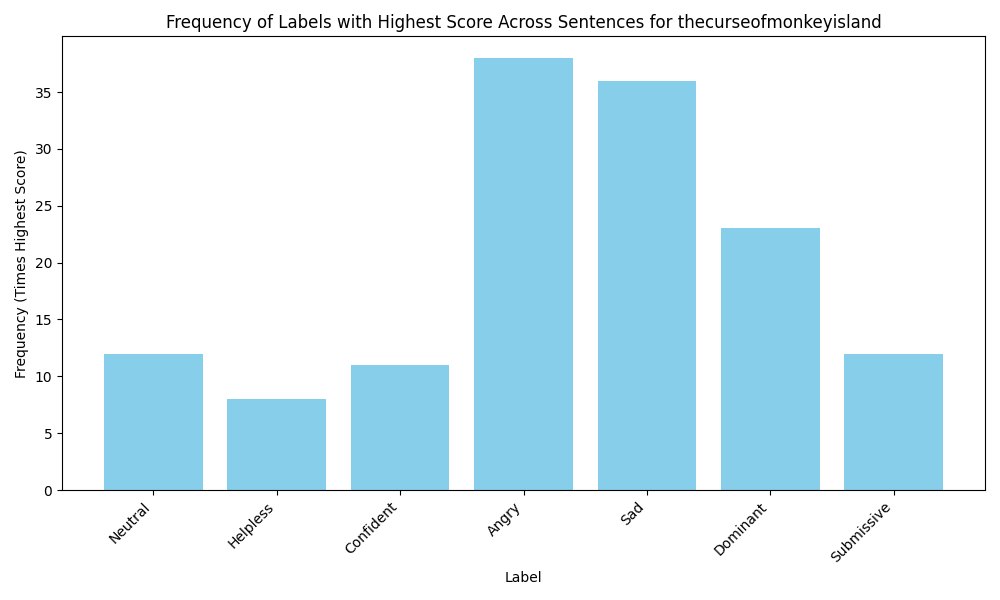 Frequency of Labels with Highest Score Across Sentences for thecurseofmonkeyisland
Frequency (Times Highest Score)
35
30
25
20
15
10
5
0
Neutral
Helpless
Confident
Angry
Sad
Dominant
Submissive
Label